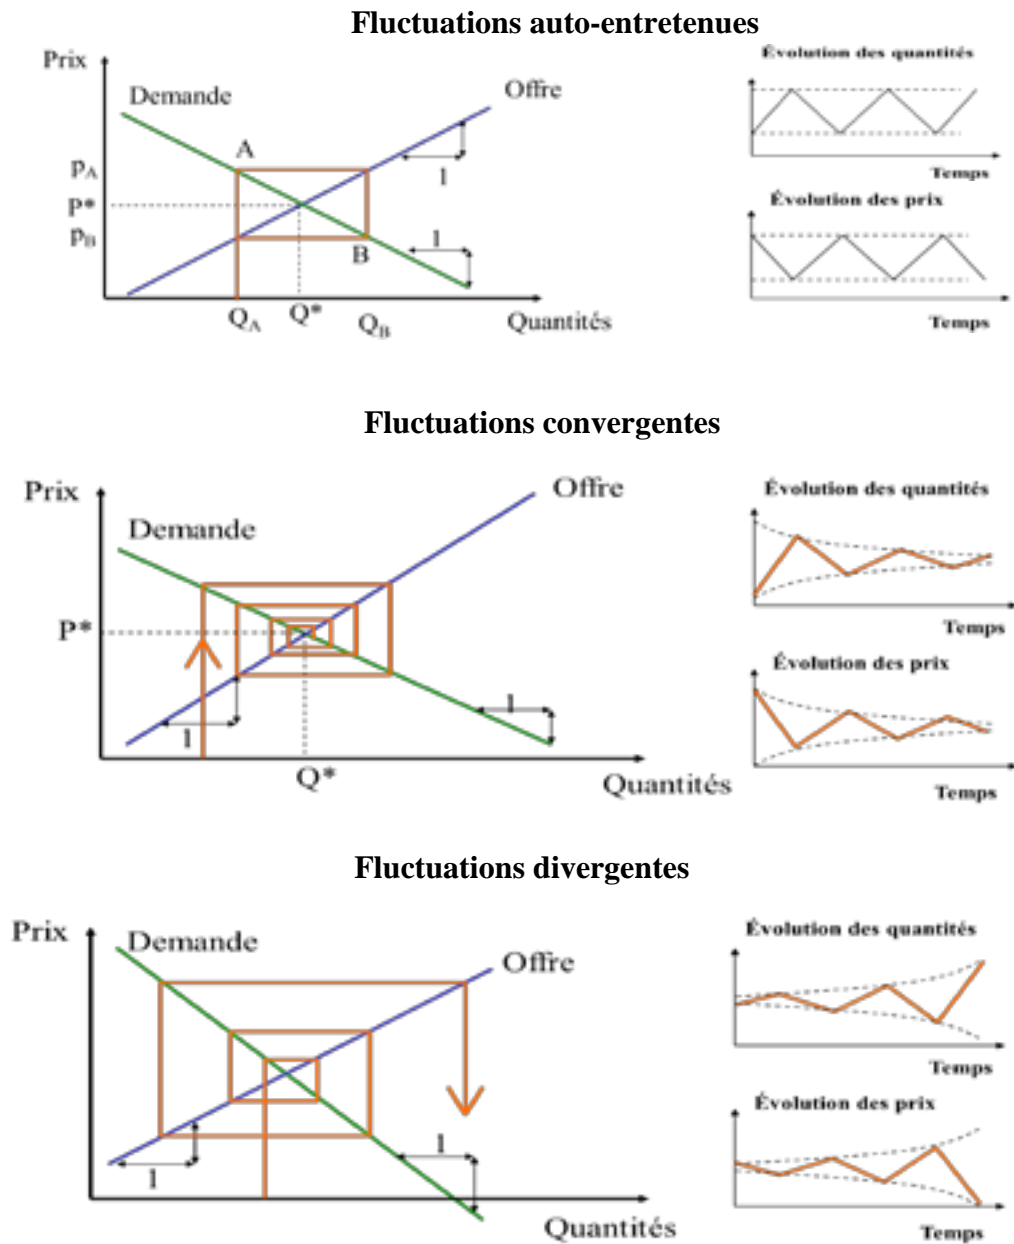 Fluctuations auto-entretenues
Prix
Demande
Offre
A
pA
P*
pB
B
1
1
QA
Q*
QB
Quantités
Évolution des quantités
Temps
Évolution des prix
Temps
Fluctuations convergentes
Prix
Demande
Offre
P*
1
1
Q*
Quantités
Évolution des quantités
Temps
Évolution des prix
Temps
Fluctuations divergentes
Prix
Demande
Offre
1
1
Quantités
Évolution des quantités
Temps
Évolution des prix
Temps